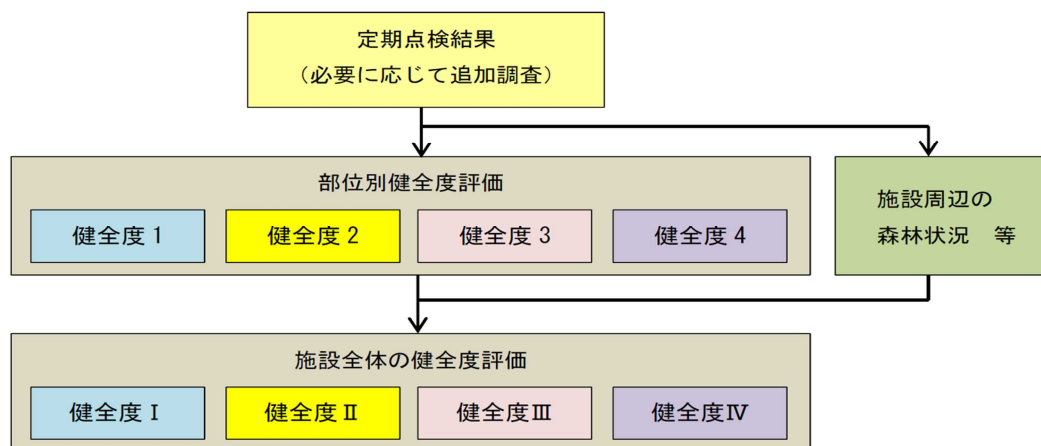 定期点検結果
（必要に応じて追加調査）
部位別健全度評価
健全度１
健全度２
健全度３
健全度４
施設周辺の
森林状況　等
施設全体の健全度評価
健全度Ⅰ
健全度Ⅱ
健全度Ⅲ
健全度Ⅳ